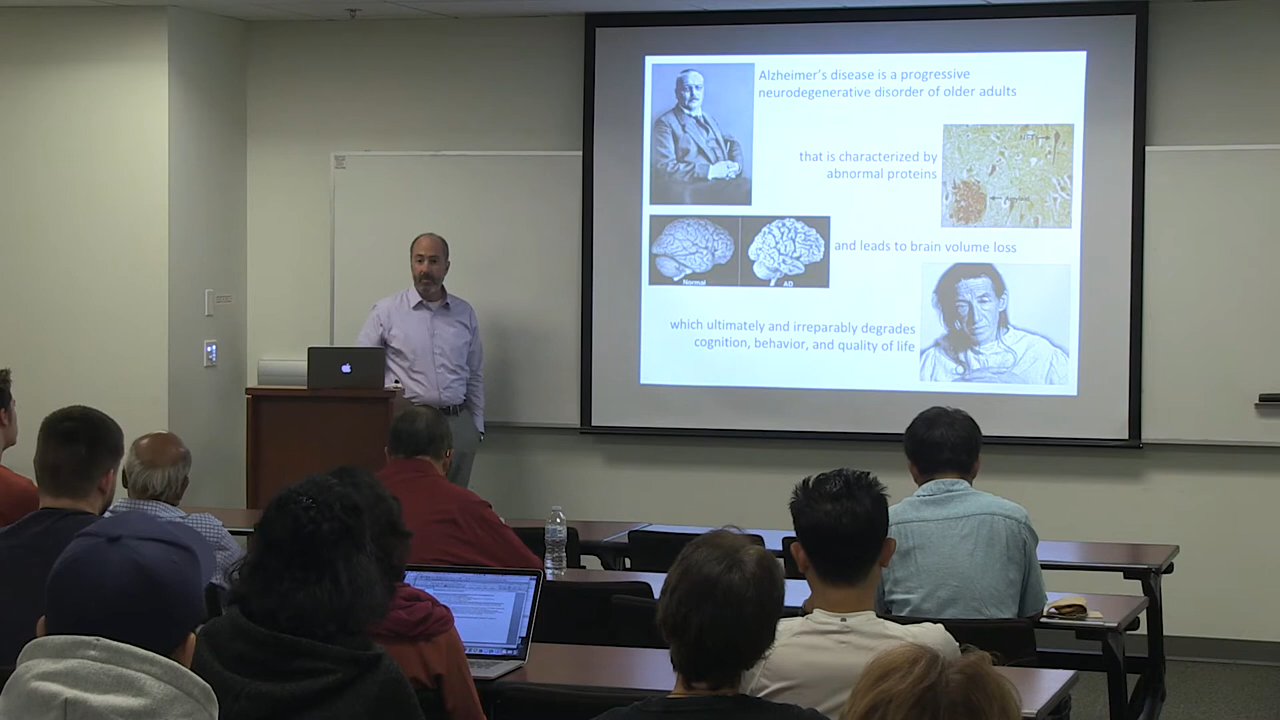 Alzheimer's disease is a progressive
neurodegenerative disorder of older adults
that is characterized by
abnormal proteins
Normal
AD
and leads to brain volume loss
which ultimately and irreparably degrades
cognition, behavior, and quality of life